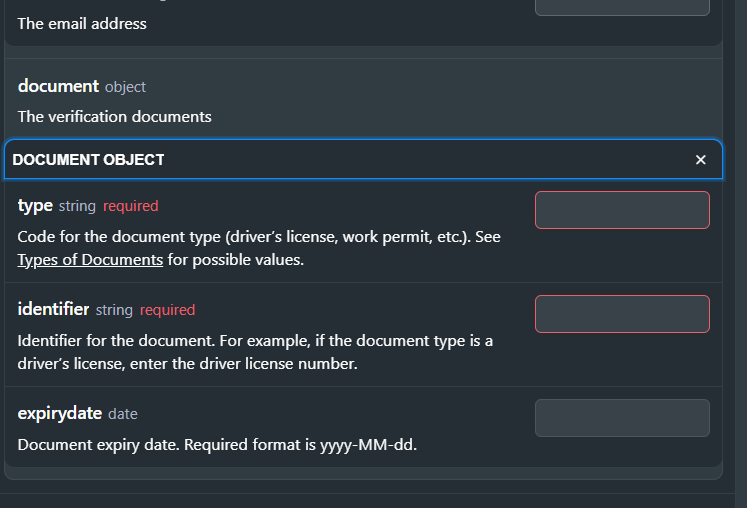 The email address
document object
The verification documents
DOCUMENT OBJECT ×
type string required
Code for the document type (driver’s license, work permit, etc.). See
Types of Documents for possible values.
identifier string required
Identifier for the document. For example, if the document type is a
driver’s license, enter the driver license number.
expirydate date
Document expiry date. Required format is yyyy-MM-dd.